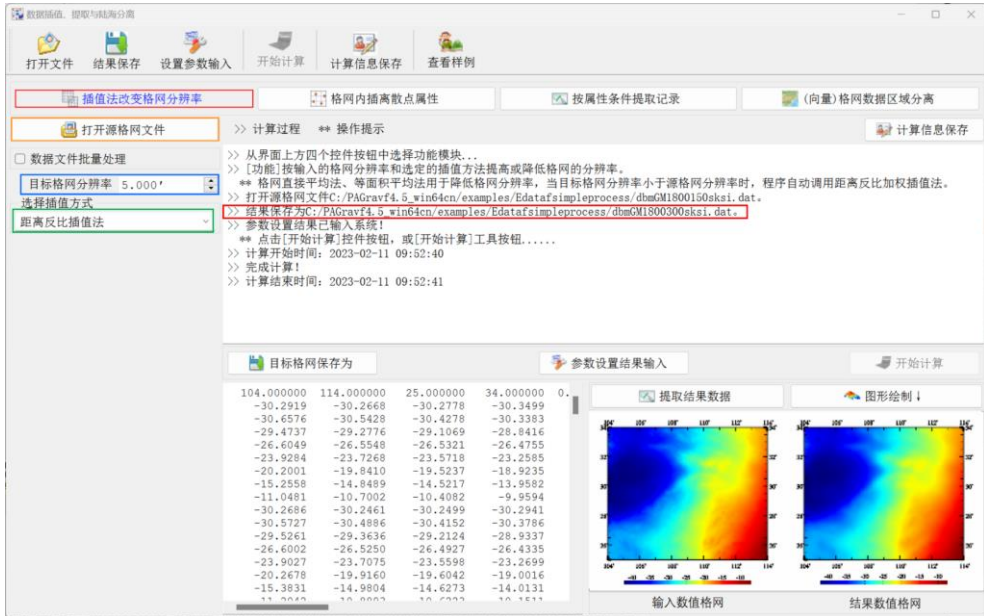 数据插值、提取与陆海分离
打开文件 结果保存 设置参数输入 开始计算 计算信息保存 查看样例
插值法改变格网分辨率 格网内插离散点属性 按属性条件提取记录 (向量)格网数据区域分离
打开源格网文件 >> 计算过程 ** 操作提示 计算信息保存
数据文件批量处理
目标格网分辨率 5.000′
选择插值方式
距离反比插值法
>> 从界面上方四个控件按钮中选择功能模块...
>> [功能]按输入的格网分辨率和选定的插值方法提高或降低格网的分辨率。
** 格网直接平均法、等面积平均法用于降低格网分辨率，当目标格网分辨率小于源格网分辨率时，程序自动调用距离反比加权插值法。
>> 打开源格网文件C:/PAGravf4.5_win64cn/examples/Edatafsimpleprocess/dbmGM1800150sksi.dat。
>> 结果保存为C:/PAGravf4.5_win64cn/examples/Edatafsimpleprocess/dbmGM1800300sksi.dat。
>> 参数设置结果已输入系统！
** 点击[开始计算]控件按钮，或[开始计算]工具按钮......
>> 计算开始时间：2023-02-11 09:52:40
>> 完成计算！
>> 计算结束时间：2023-02-11 09:52:41
目标格网保存为 参数设置结果输入 开始计算
104.000000 114.000000 25.000000 34.000000 0.
-30.2919 -30.2668 -30.2778 -30.3499
-30.6576 -30.5428 -30.4278 -30.3383
-29.4737 -29.2776 -29.1069 -28.8416
-26.6049 -26.5548 -26.5321 -26.4755
-23.9284 -23.7268 -23.5718 -23.2585
-20.2001 -19.8410 -19.5237 -18.9235
-15.2558 -14.8489 -14.5217 -13.9582
-11.0481 -10.7002 -10.4082 -9.9594
-30.2686 -30.2461 -30.2499 -30.2941
-30.5727 -30.4886 -30.4152 -30.3786
-29.5261 -29.3636 -29.2124 -28.9337
-26.6002 -26.5250 -26.4927 -26.4335
-23.9027 -23.7075 -23.5598 -23.2699
-20.2678 -19.9160 -19.6042 -19.0016
-15.3831 -14.9804 -14.6273 -14.0131
提取结果数据 图形绘制↓
输入数值格网 结果数值格网